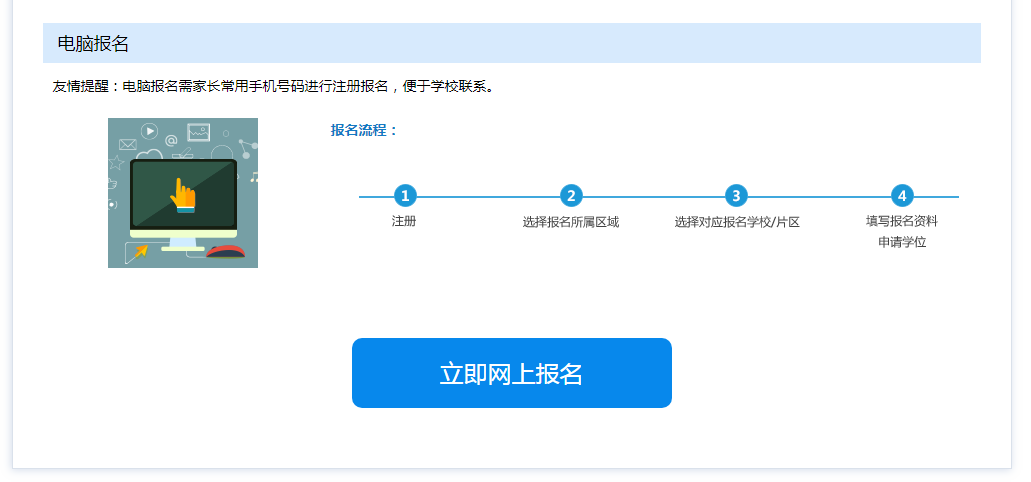 电脑报名
友情提醒：电脑报名需家长常用手机号码进行注册报名，便于学校联系。
报名流程：
1
2
3
4
注册
选择报名所属区域
选择对应报名学校/片区
填写报名资料
申请学位
立即网上报名